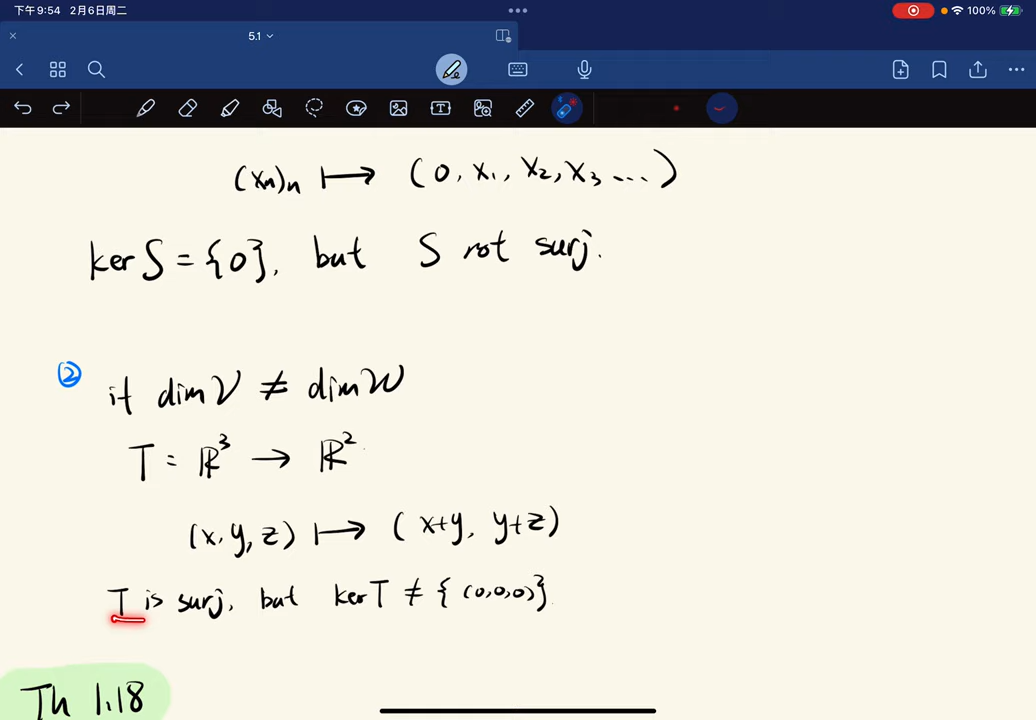 下午9:54 2月6日周二
100%
5.1
(xn)n ⟼ (0, x1, x2, x3 ...)
ker S = {0}, but S not surj.
②
if dim V ≠ dim W
T = ℝ³ → ℝ²
(x, y, z) ⟼ (x+y, y+z)
T is surj, but ker T ≠ {(0,0,0)}.
Th 1.18